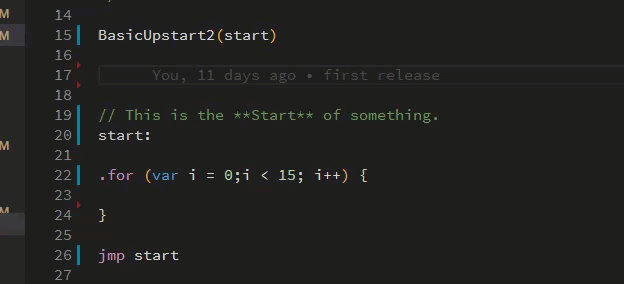 M
14
15 BasicUpstart2(start)
M
16
17 You, 11 days ago • first release
18
19 // This is the **Start** of something.
20 start:
M
21
22 .for (var i = 0;i < 15; i++) {
23
M
24 }
25
26 jmp start
27